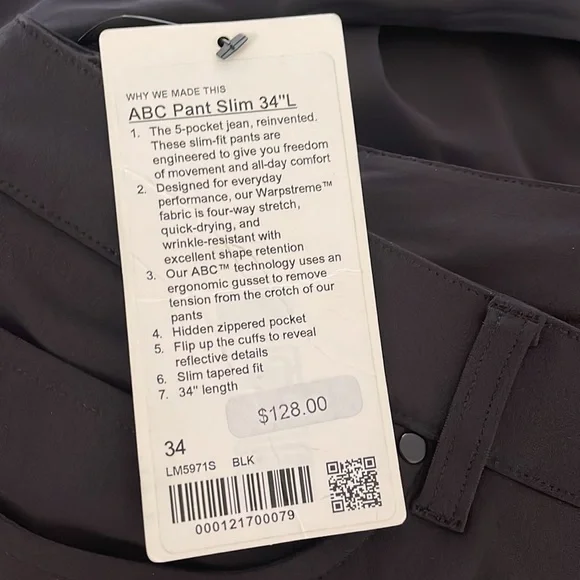 WHY WE MADE THIS
ABC Pant Slim 34"L
1. The 5-pocket jean, reinvented.
These slim-fit pants are
engineered to give you freedom
of movement and all-day comfort
2. Designed for everyday
performance, our Warpstreme™
fabric is four-way stretch,
quick-drying, and
wrinkle-resistant with
excellent shape retention
3. Our ABC™ technology uses an
ergonomic gusset to remove
tension from the crotch of our
pants
4. Hidden zippered pocket
5. Flip up the cuffs to reveal
reflective details
6. Slim tapered fit
7. 34" length
$128.00
34
LM5971S BLK
000121700079